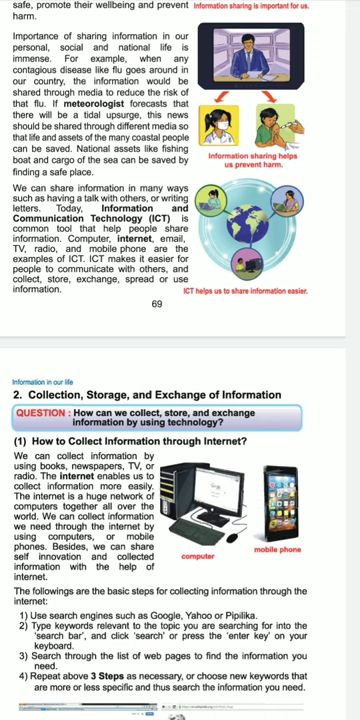 safe, promote their wellbeing and prevent
harm.
Information sharing is important for us.
Importance of sharing information in our
personal, social and national life is
immense. For example, when any
contagious disease like flu goes around in
our country, the information would be
shared through media to reduce the risk of
that flu. If meteorologist forecasts that
there will be a tidal upsurge, this news
should be shared through different media so
that life and assets of the many coastal people
can be saved. National assets like fishing
boat and cargo of the sea can be saved by
finding a safe place.
Information sharing helps
us prevent harm.
We can share information in many ways
such as having a talk with others, or writing
letters. Today, Information and
Communication Technology (ICT) is
common tool that help people share
information. Computer, internet, email,
TV, radio, and mobile phone are the
examples of ICT. ICT makes it easier for
people to communicate with others, and
collect, store, exchange, spread or use
information.
ICT helps us to share information easier.
69
Information in our life
2. Collection, Storage, and Exchange of Information
QUESTION : How can we collect, store, and exchange
information by using technology?
(1) How to Collect Information through Internet?
We can collect information by
using books, newspapers, TV, or
radio. The internet enables us to
collect information more easily.
The internet is a huge network of
computers together all over the
world. We can collect information
we need through the internet by
using computers, or mobile
phones. Besides, we can share
self innovation and collected
information with the help of
internet.
computer
mobile phone
The followings are the basic steps for collecting information through the
internet:
1) Use search engines such as Google, Yahoo or Pipilika.
2) Type keywords relevant to the topic you are searching for into the
'search bar', and click 'search' or press the 'enter key' on your
keyboard.
3) Search through the list of web pages to find the information you
need.
4) Repeat above 3 Steps as necessary, or choose new keywords that
are more or less specific and thus search the information you need.